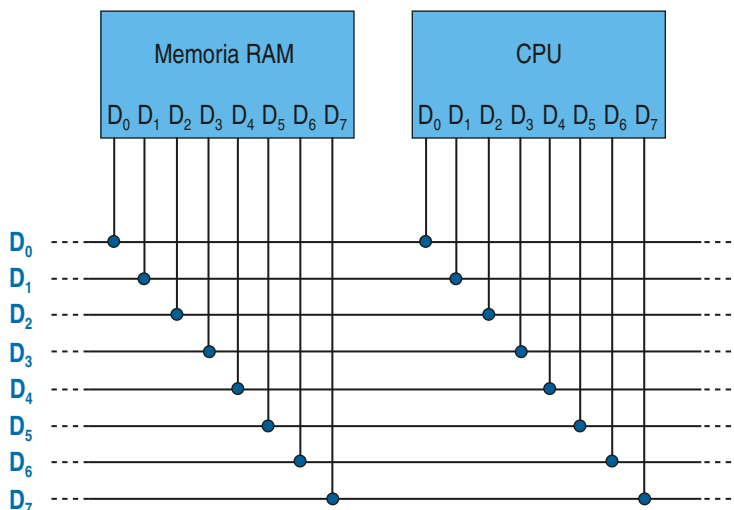 Memoria RAM
D₀ D₁ D₂ D₃ D₄ D₅ D₆ D₇
CPU
D₀ D₁ D₂ D₃ D₄ D₅ D₆ D₇
D₀
D₁
D₂
D₃
D₄
D₅
D₆
D₇